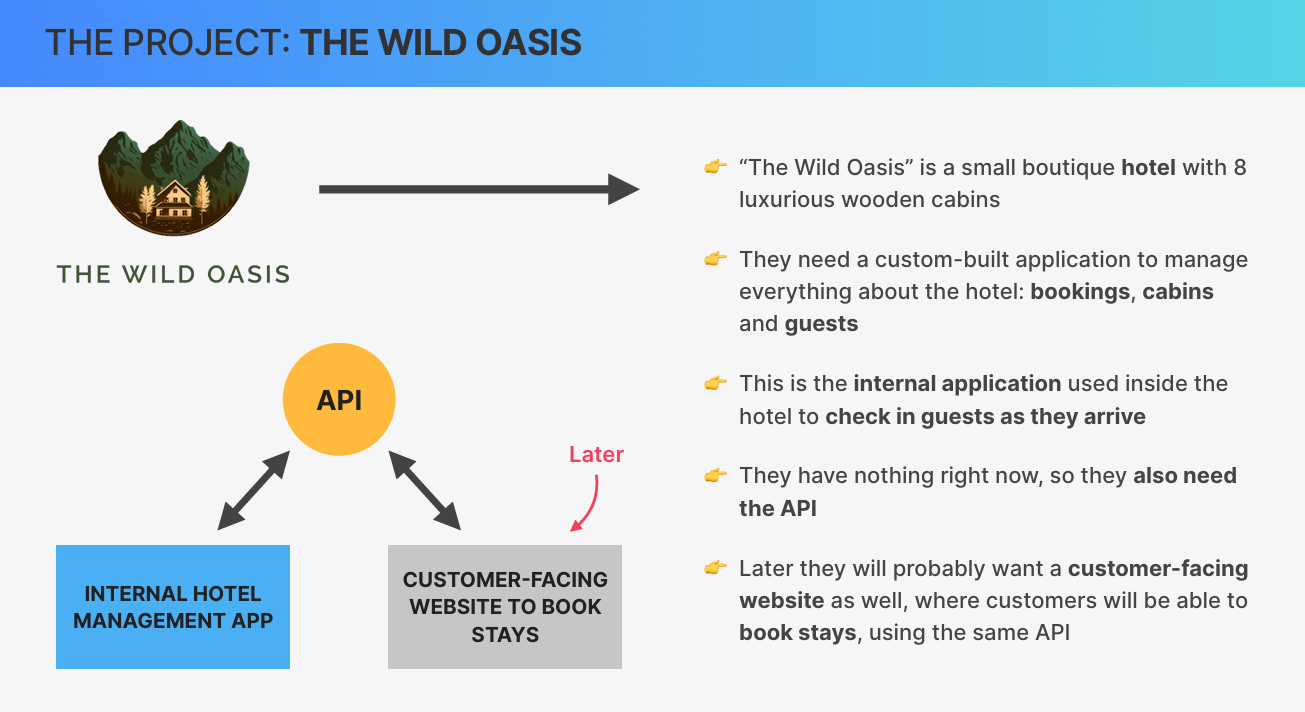 THE PROJECT: THE WILD OASIS
THE WILD OASIS
API
Later
INTERNAL HOTEL
MANAGEMENT APP
CUSTOMER-FACING
WEBSITE TO BOOK
STAYS
👉 “The Wild Oasis” is a small boutique hotel with 8
luxurious wooden cabins
👉 They need a custom-built application to manage
everything about the hotel: bookings, cabins
and guests
👉 This is the internal application used inside the
hotel to check in guests as they arrive
👉 They have nothing right now, so they also need
the API
👉 Later they will probably want a customer-facing
website as well, where customers will be able to
book stays, using the same API